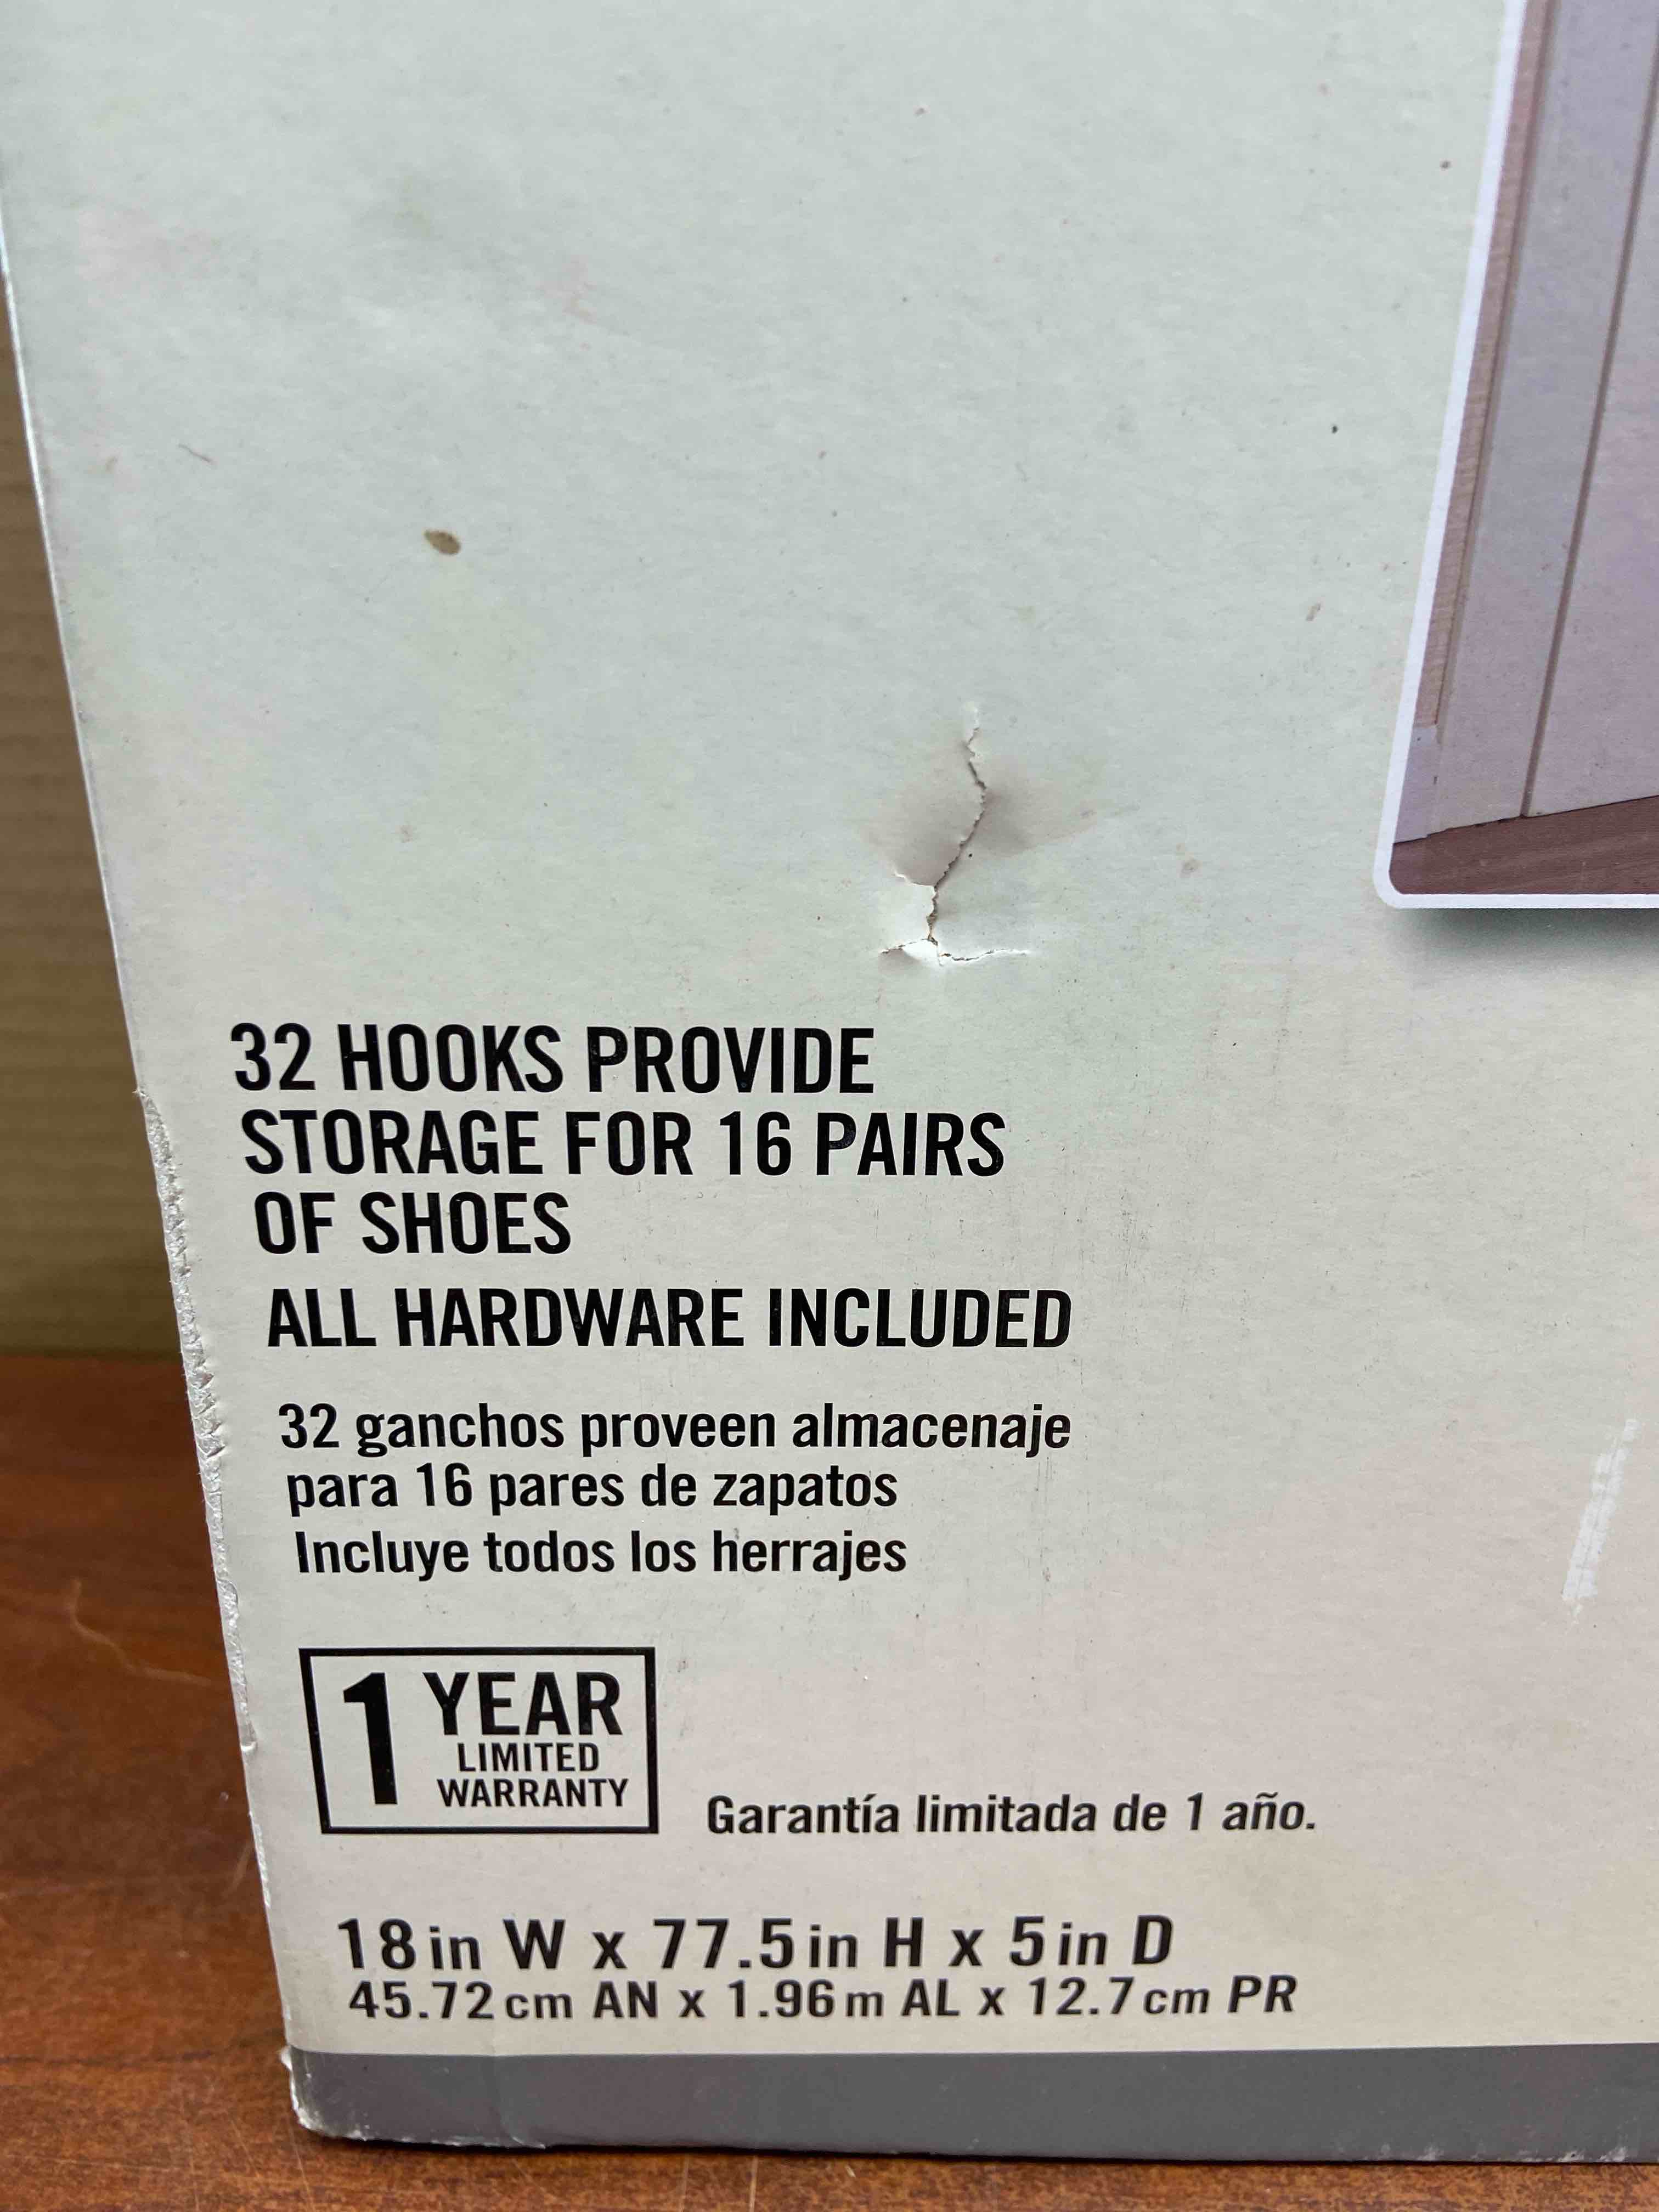 32 HOOKS PROVIDE
STORAGE FOR 16 PAIRS
OF SHOES
ALL HARDWARE INCLUDED
32 ganchos proveen almacenaje
para 16 pares de zapatos
Incluye todos los herrajes
1 YEAR
LIMITED
WARRANTY
Garantía limitada de 1 año.
18 in W x 77.5 in H x 5 in D
45.72 cm AN x 1.96 m AL x 12.7 cm PR